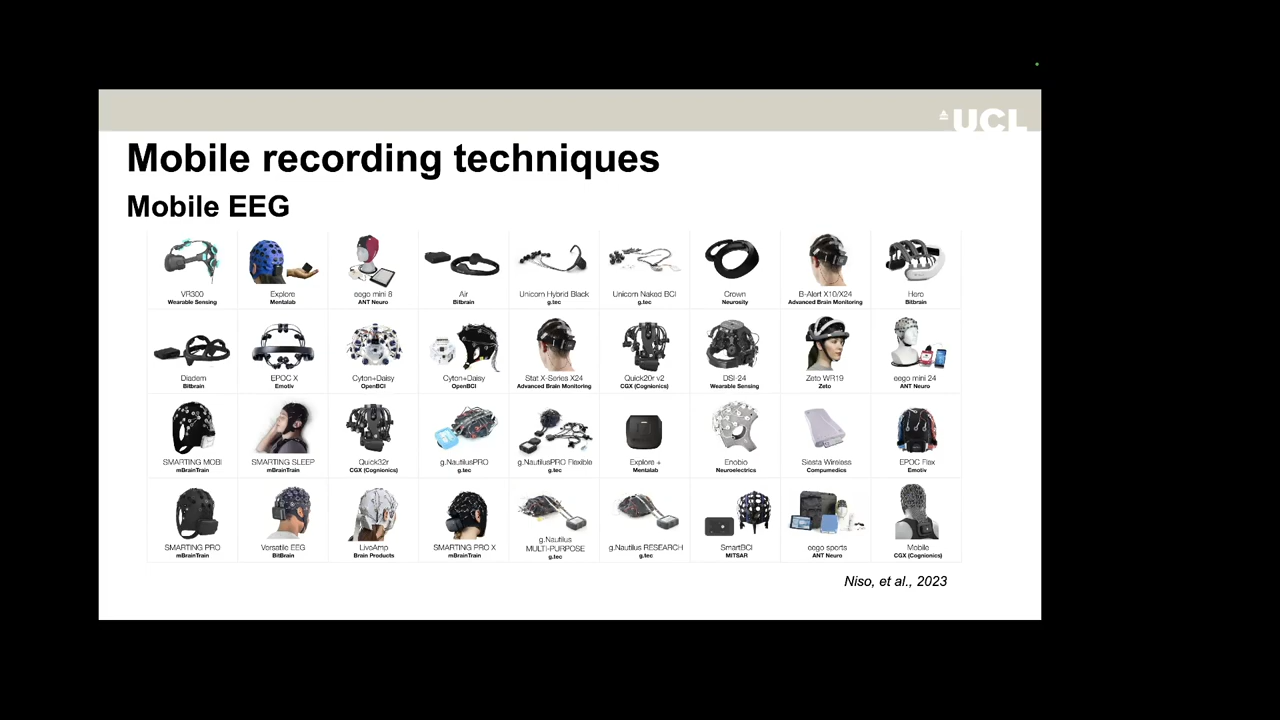 UCL
Mobile recording techniques
Mobile EEG
VR300
Wearable Sensing
Explore
Mentalab
eego mini 8
ANT Neuro
Air
Bitbrain
Unicorn Hybrid Black
g.tec
Unicorn Naked BCI
g.tec
Crown
Neurosity
B-Alert X10/X24
Advanced Brain Monitoring
Hero
Bitbrain
Diadem
Bitbrain
EPOC X
Emotiv
Cyton+Daisy
OpenBCI
Cyton+Daisy
OpenBCI
Stat X-Series X24
Advanced Brain Monitoring
Quick20r v2
CGX (Cognionics)
DSI-24
Wearable Sensing
Zeto WR19
Zeto
eego mini 24
ANT Neuro
SMARTING MOBI
mBrainTrain
SMARTING SLEEP
mBrainTrain
Quick32r
CGX (Cognionics)
g.NautilusPRO
g.tec
g.NautilusPRO Flexible
g.tec
Explore +
Mentalab
Enobio
Neuroelectrics
Siesta Wireless
Compumedics
EPOC Flex
Emotiv
SMARTING PRO
mBrainTrain
Versatile EEG
BitBrain
LiveAmp
Brain Products
SMARTING PRO X
mBrainTrain
g.Nautilus
MULTI-PURPOSE
g.tec
g.Nautilus RESEARCH
g.tec
SmartBCI
MITSAR
eego sports
ANT Neuro
Mobile
CGX (Cognionics)
Niso, et al., 2023